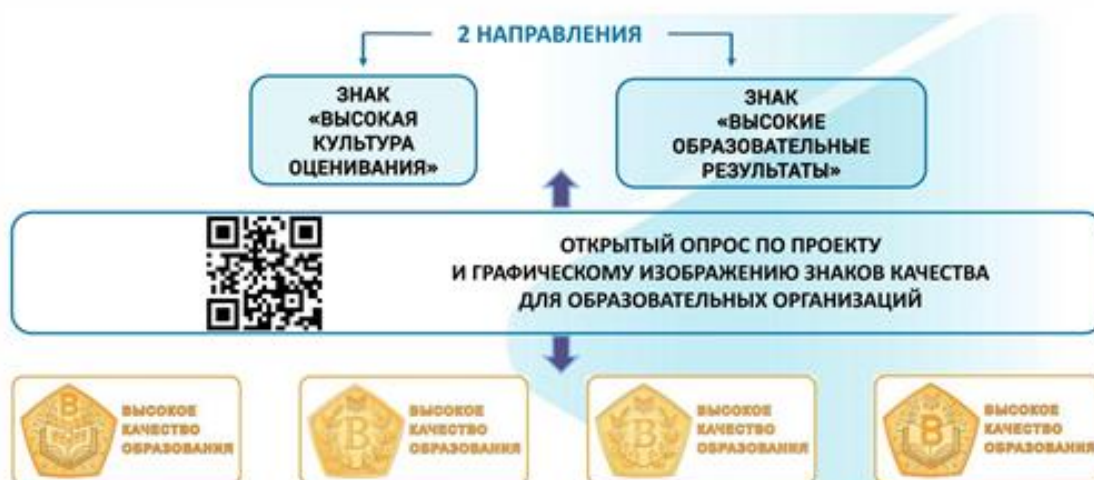 2 НАПРАВЛЕНИЯ
ЗНАК
«ВЫСОКАЯ
КУЛЬТУРА
ОЦЕНИВАНИЯ»
ЗНАК
«ВЫСОКИЕ
ОБРАЗОВАТЕЛЬНЫЕ
РЕЗУЛЬТАТЫ»
ОТКРЫТЫЙ ОПРОС ПО ПРОЕКТУ
И ГРАФИЧЕСКОМУ ИЗОБРАЖЕНИЮ ЗНАКОВ КАЧЕСТВА
ДЛЯ ОБРАЗОВАТЕЛЬНЫХ ОРГАНИЗАЦИЙ
В
ВЫСОКОЕ
КАЧЕСТВО
ОБРАЗОВАНИЯ
В
ВЫСОКОЕ
КАЧЕСТВО
ОБРАЗОВАНИЯ
В
ВЫСОКОЕ
КАЧЕСТВО
ОБРАЗОВАНИЯ
В
ВЫСОКОЕ
КАЧЕСТВО
ОБРАЗОВАНИЯ